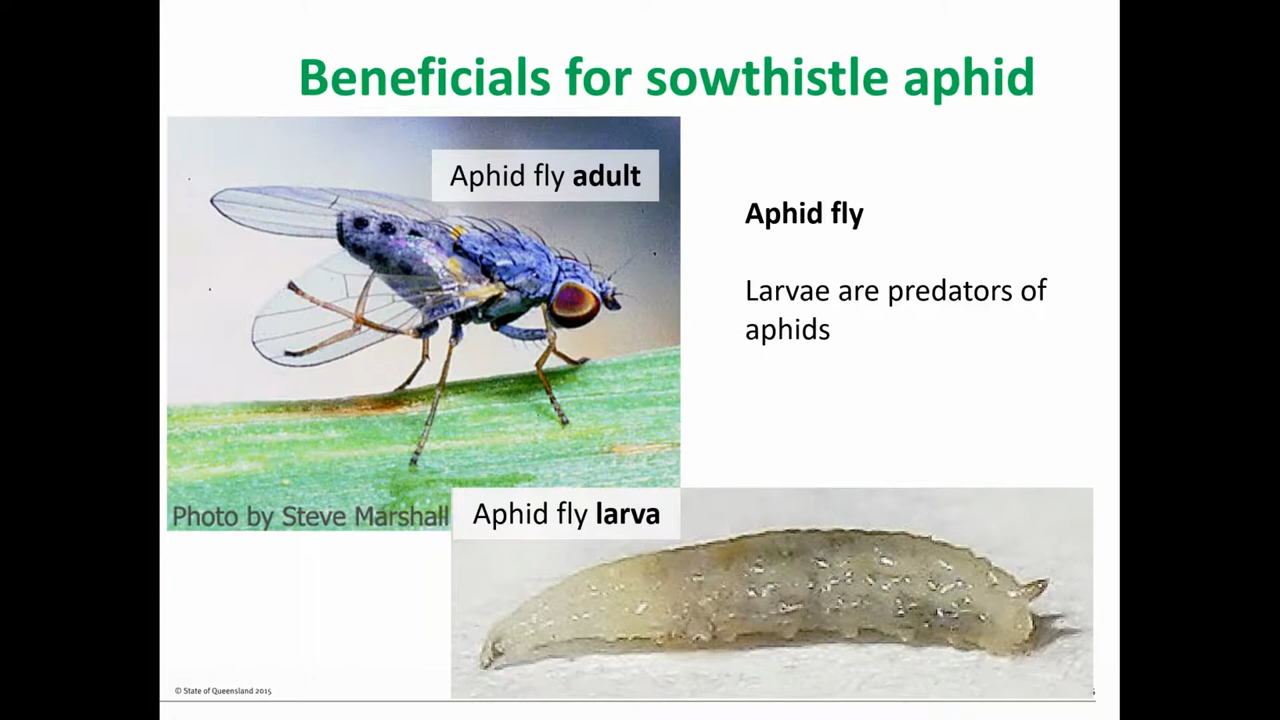 Beneficials for sowthistle aphid
Aphid fly adult
Aphid fly
Larvae are predators of
aphids
Photo by Steve Marshall
Aphid fly larva
© State of Queensland 2015